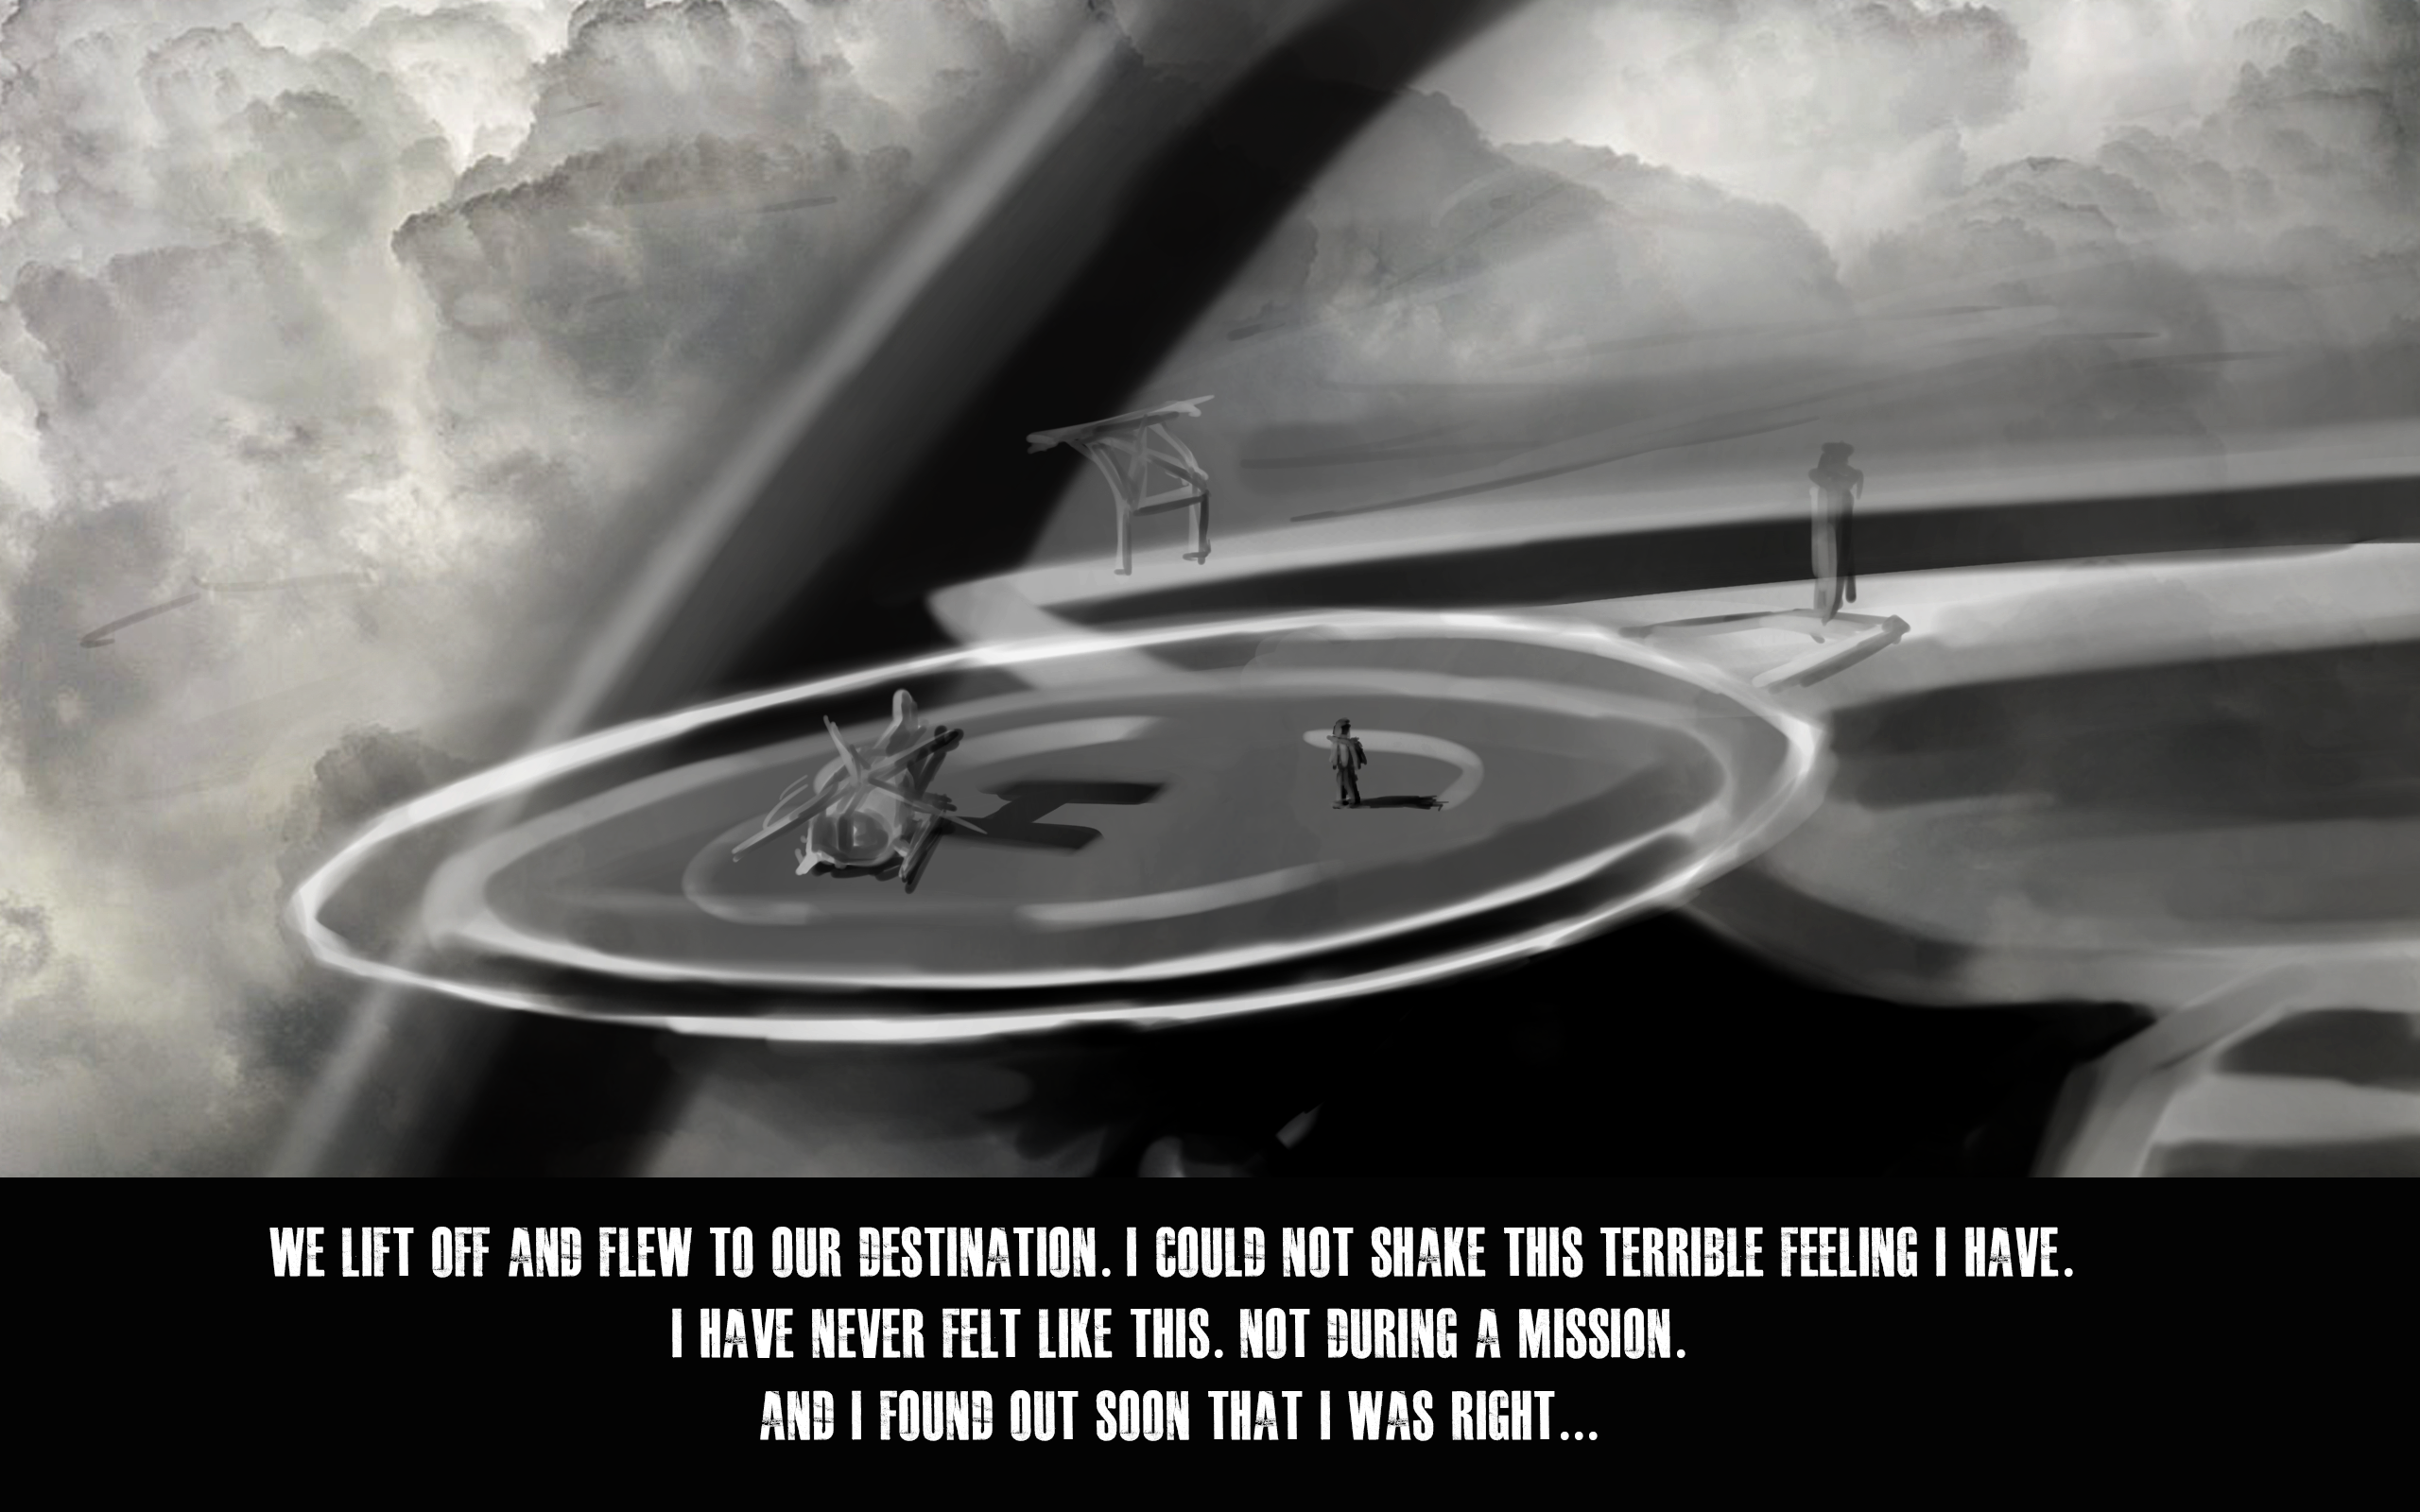 WE LIFT OFF AND FLEW TO OUR DESTINATION. I COULD NOT SHAKE THIS TERRIBLE FEELING I HAVE.
I HAVE NEVER FELT LIKE THIS. NOT DURING A MISSION.
AND I FOUND OUT SOON THAT I WAS RIGHT...